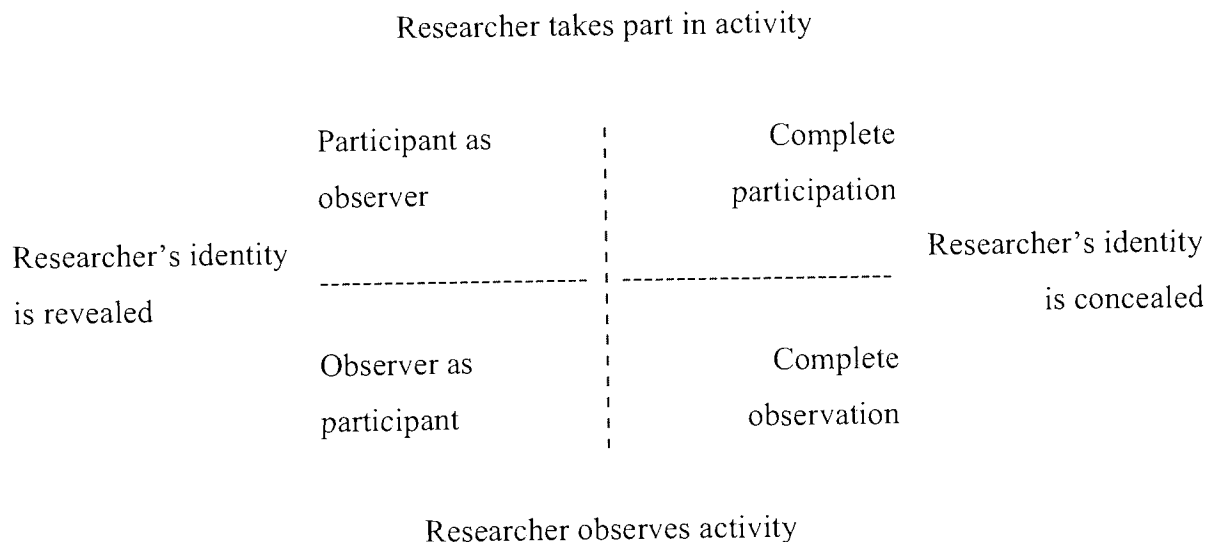 Researcher takes part in activity
Participant as
observer
Complete
participation
Researcher’s identity
is revealed
Researcher’s identity
is concealed
Observer as
participant
Complete
observation
Researcher observes activity